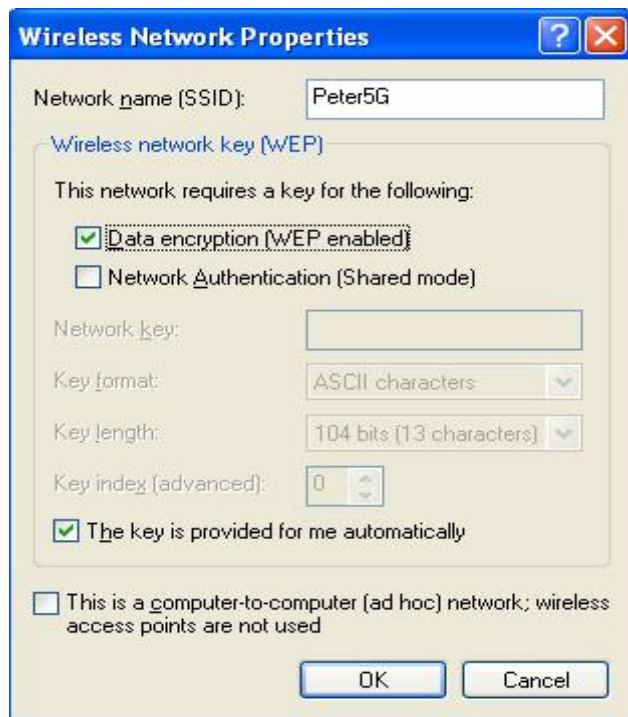 Wireless Network Properties
Network name (SSID): Peter5G
Wireless network key (WEP)
This network requires a key for the following:
Data encryption (WEP enabled)
Network Authentication (Shared mode)
Network key:
Key format: ASCII characters
Key length: 104 bits (13 characters)
Key index (advanced): 0
The key is provided for me automatically
This is a computer-to-computer (ad hoc) network; wireless
access points are not used
OK Cancel